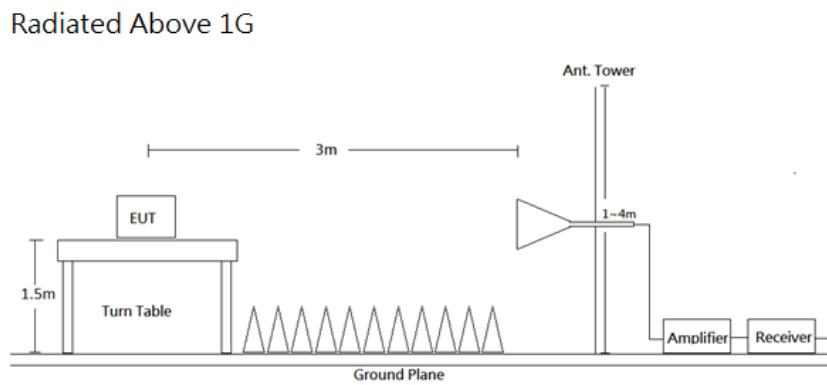 Radiated Above 1G
Ant. Tower
3m
EUT
1~4m
1.5m
Turn Table
Amplifier
Receiver
Ground Plane